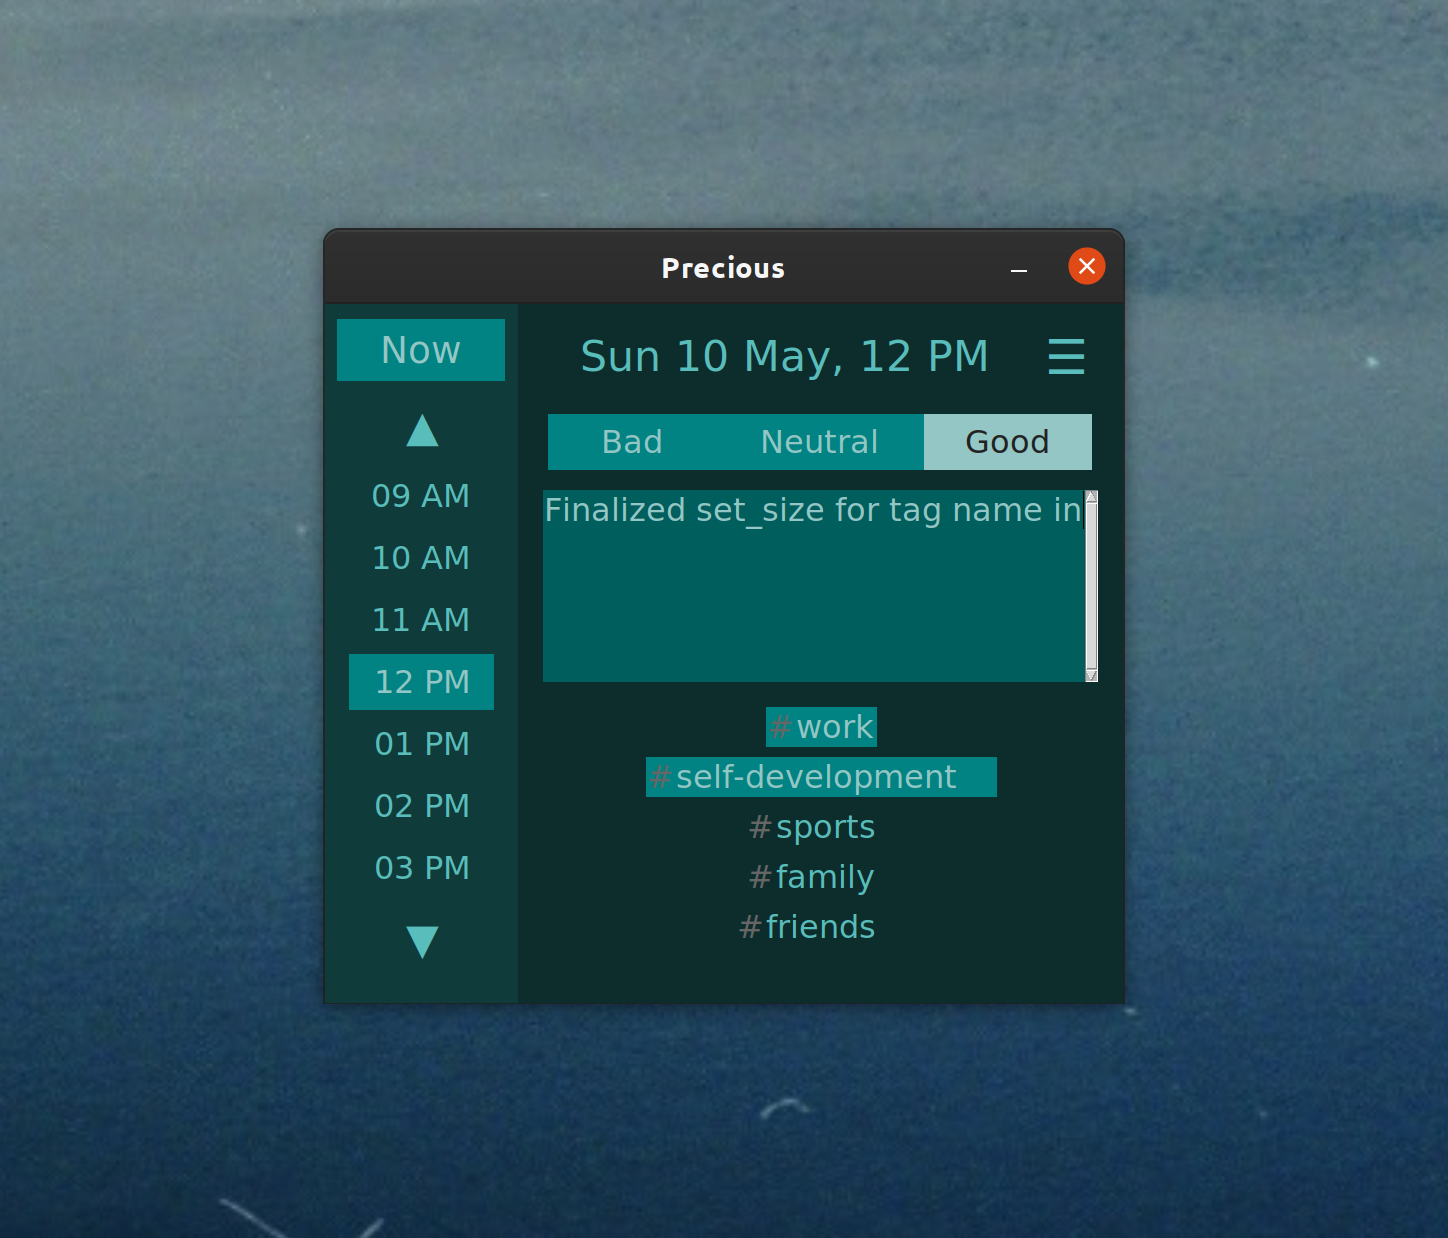 Precious
Now
Sun 10 May, 12 PM
☰
▲
Bad Neutral Good
09 AM
10 AM
11 AM
12 PM
01 PM
02 PM
03 PM
▼
Finalized set_size for tag name in
#work
#self-development
#sports
#family
#friends